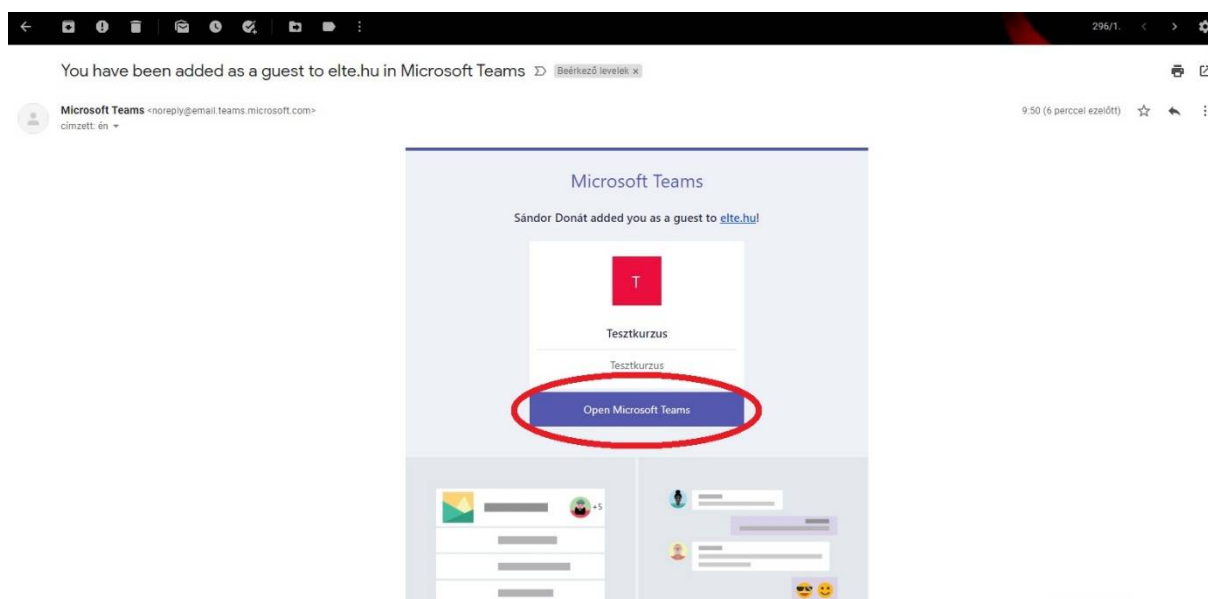 296/1.
You have been added as a guest to elte.hu in Microsoft Teams Beérkező levelek ×
Microsoft Teams <noreply@email.teams.microsoft.com>
9:50 (6 perccel ezelőtt)
címzett: én
Microsoft Teams
Sándor Donát added you as a guest to elte.hu!
T
Tesztkurzus
Tesztkurzus
Open Microsoft Teams
+5